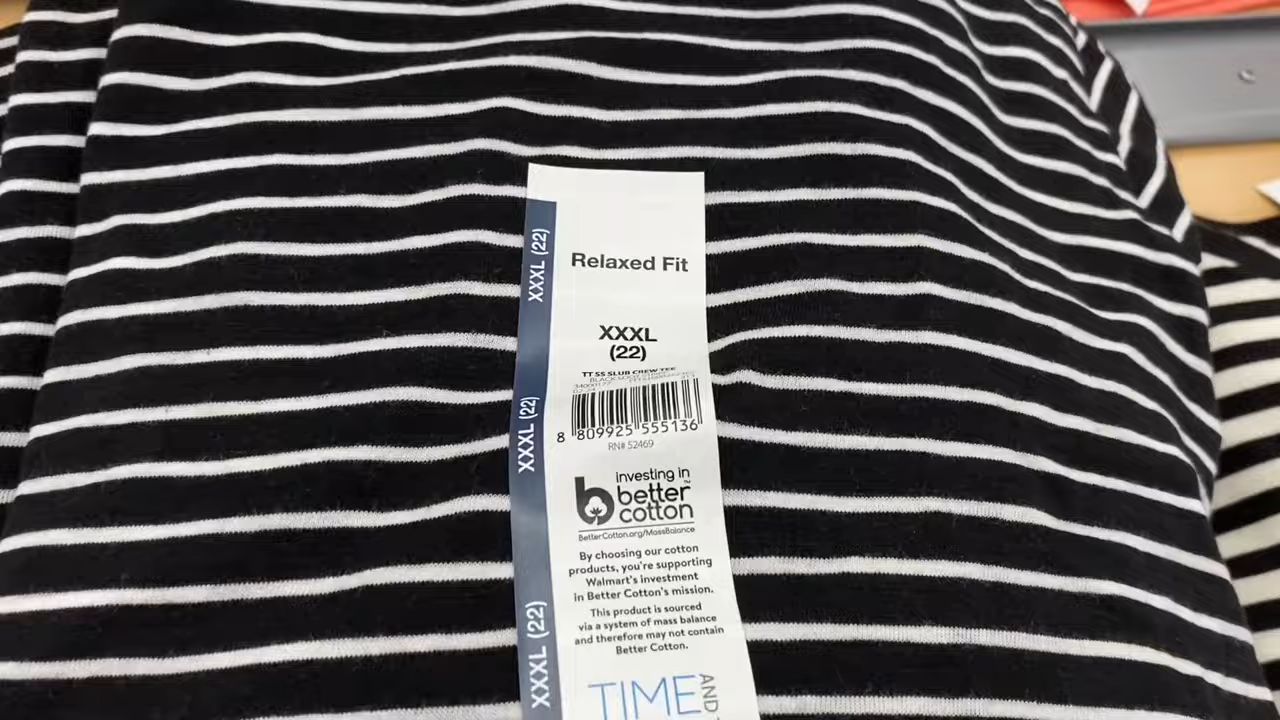 Relaxed Fit
XXXL
(22)
TT SS SLUB CREW TEE
8 809925 555136
RN# 52469
investing in
better
cotton
BetterCotton.org/MassBalance
By choosing our cotton
products, you're supporting
Walmart's investment
in Better Cotton's mission.
This product is sourced
via a system of mass balance
and therefore may not contain
Better Cotton.
TIME AND
XXXL (22)
XXXL (22)
XXXL (22)